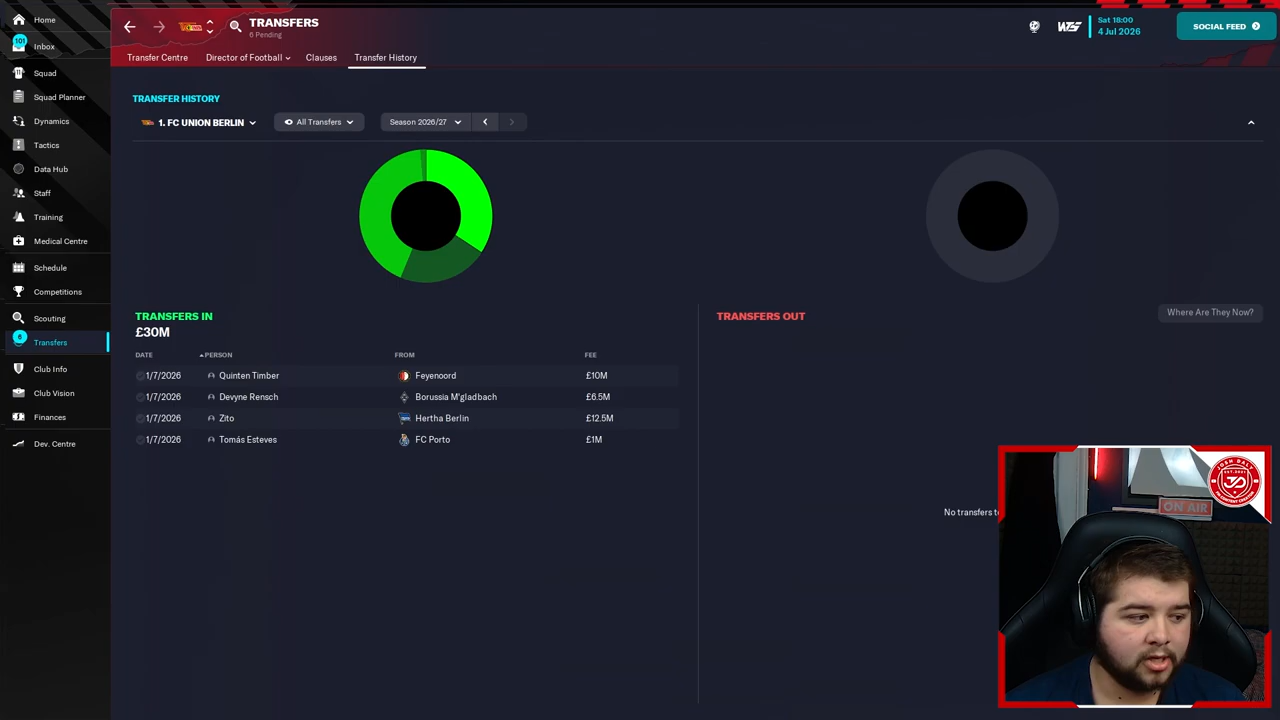 Home
TRANSFERS
6 Pending
Sat 18:00
4 Jul 2026
SOCIAL FEED
101
Inbox
Transfer Centre
Director of Football
Clauses
Transfer History
Squad
Squad Planner
TRANSFER HISTORY
Dynamics
1. FC UNION BERLIN
All Transfers
Season 2026/27
Tactics
Data Hub
Staff
Training
Medical Centre
Schedule
Competitions
Scouting
6
Transfers
Club Info
Club Vision
Finances
Dev. Centre
TRANSFERS IN
£30M
DATE PERSON FROM FEE
1/7/2026 Quinten Timber Feyenoord £10M
1/7/2026 Devyne Rensch Borussia M'gladbach £6.5M
1/7/2026 Zito Hertha Berlin £12.5M
1/7/2026 Tomás Esteves FC Porto £1M
TRANSFERS OUT
Where Are They Now?
No transfers t
JOSH DALY
JD
ON AIR